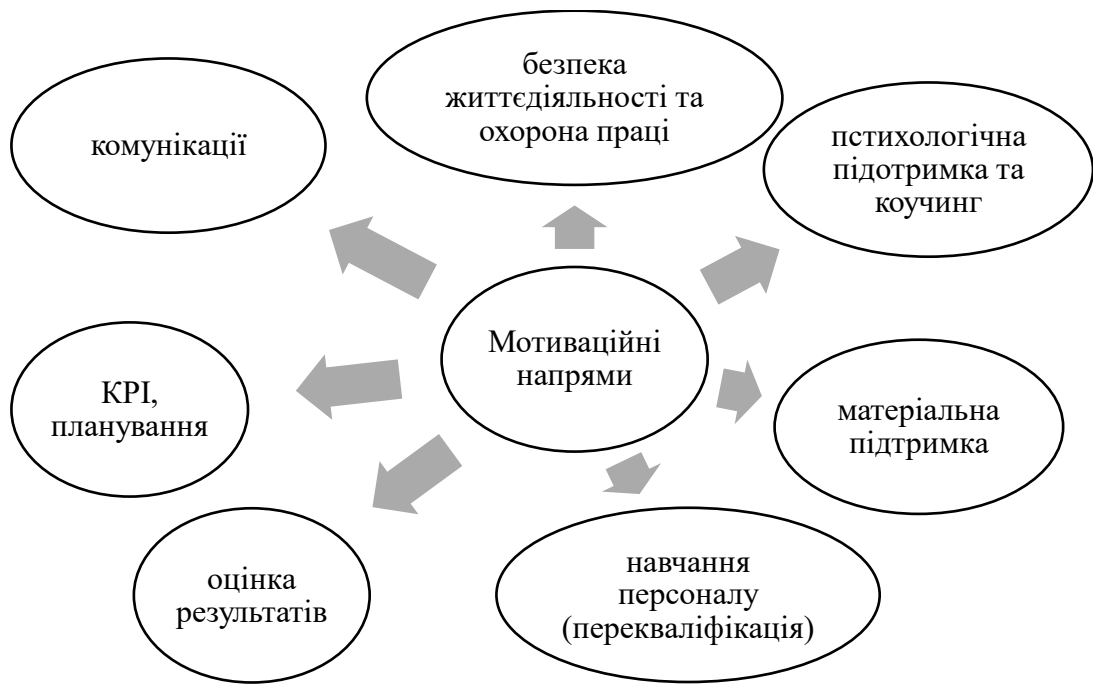 безпека
життєдіяльності та
охорона праці
комунікації
пстихологічна
підотримка та
коучинг
Мотиваційні
напрями
КРІ,
планування
матеріальна
підтримка
оцінка
результатів
навчання
персоналу
(перекваліфікація)